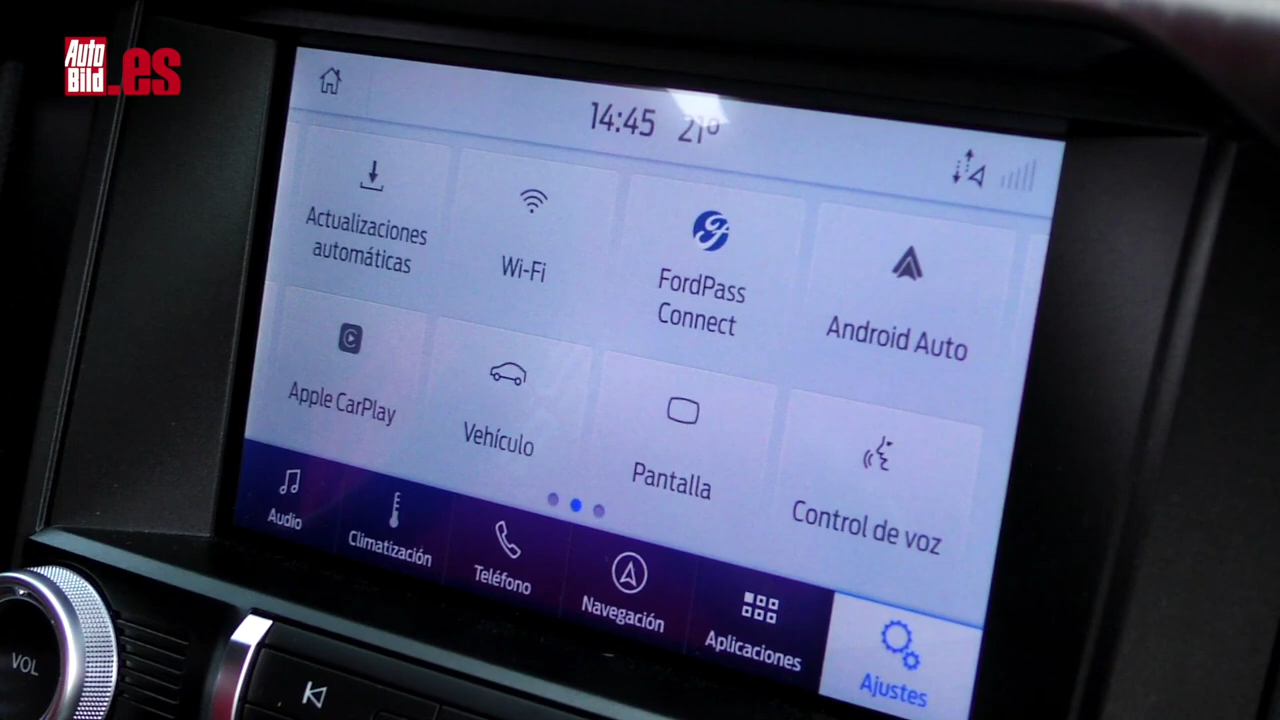 Auto
Bild
.es
14:45 21º
Actualizaciones
automáticas
Wi-Fi
FordPass
Connect
Android Auto
Apple CarPlay
Vehículo
Pantalla
Control de voz
Audio
Climatización
Teléfono
Navegación
Aplicaciones
Ajustes
VOL